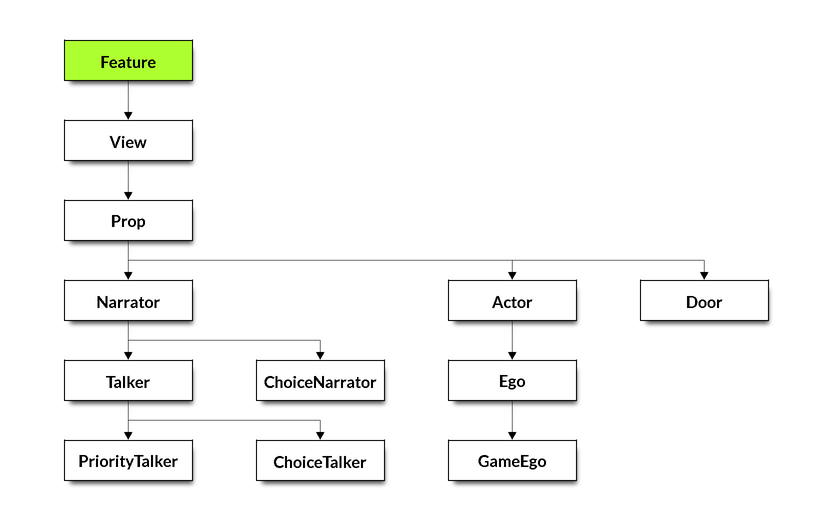 Feature
View
Prop
Narrator
Actor
Door
Talker
ChoiceNarrator
Ego
PriorityTalker
ChoiceTalker
GameEgo